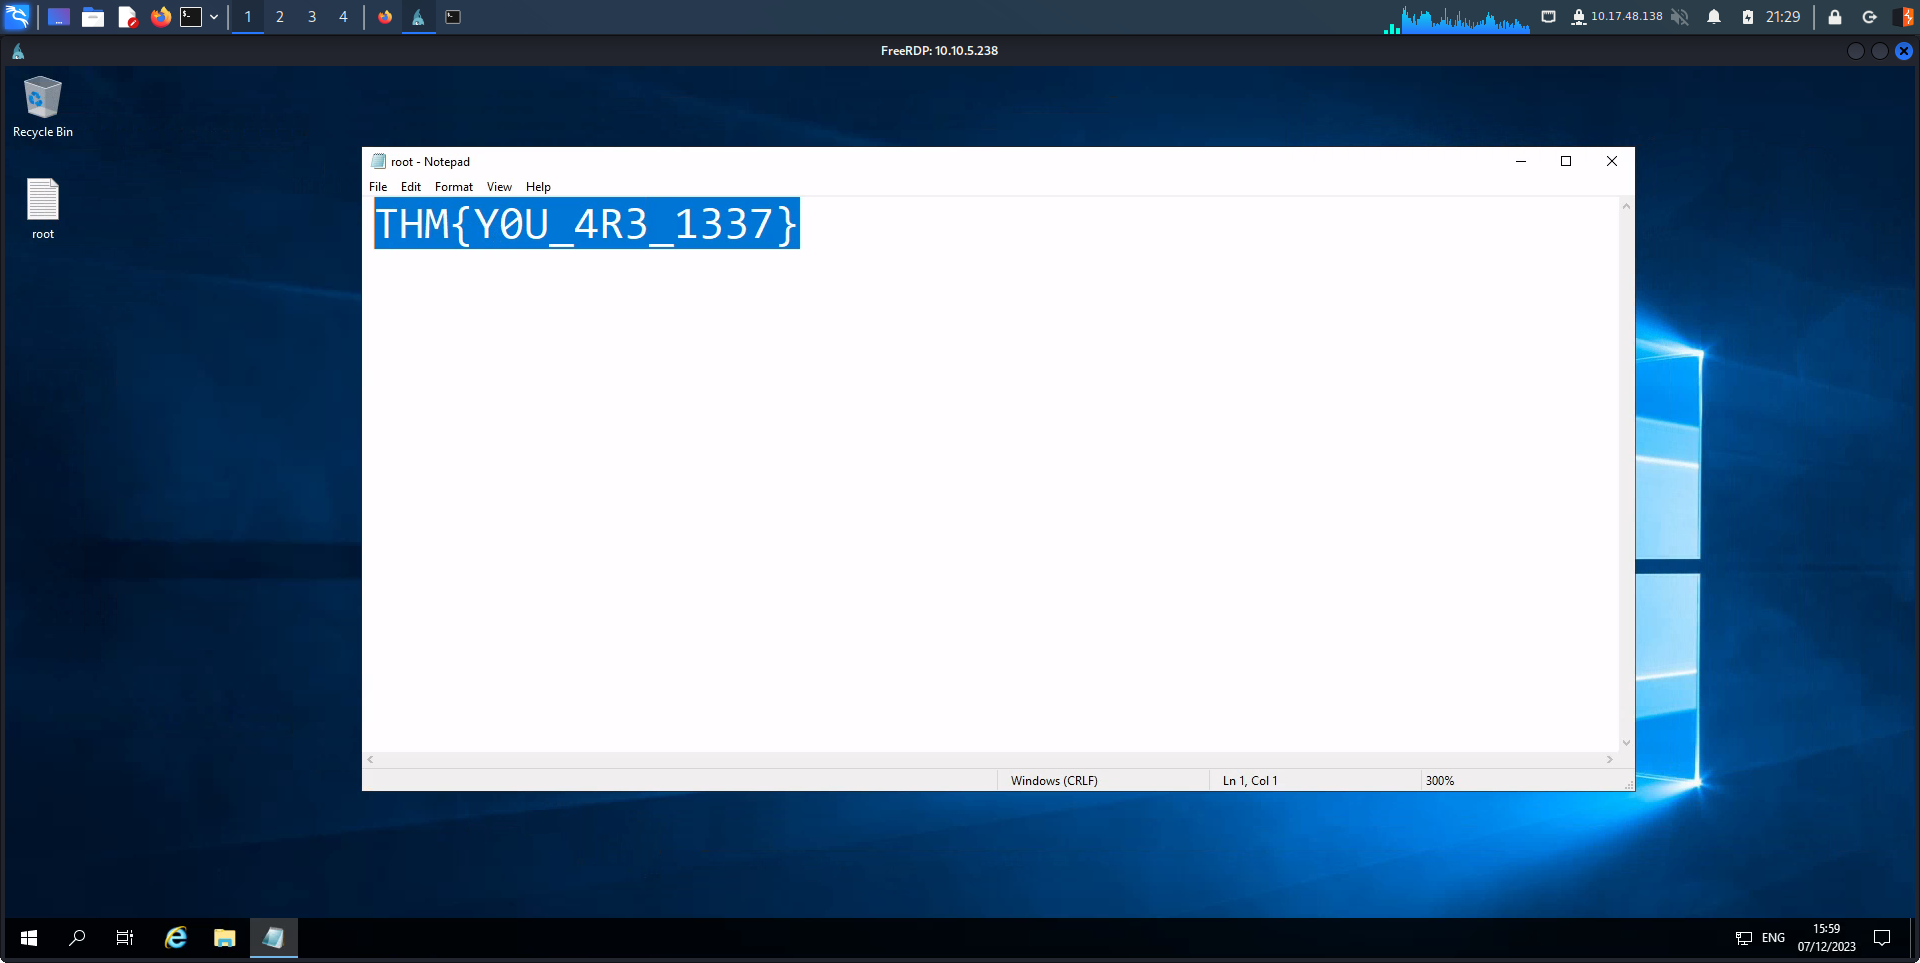 1 2 3 4 10.17.48.138 21:29
FreeRDP: 10.10.5.238
Recycle Bin
root
root - Notepad
File Edit Format View Help
THM{Y0U_4R3_1337}
Windows (CRLF) Ln 1, Col 1 300%
ENG
15:59
07/12/2023